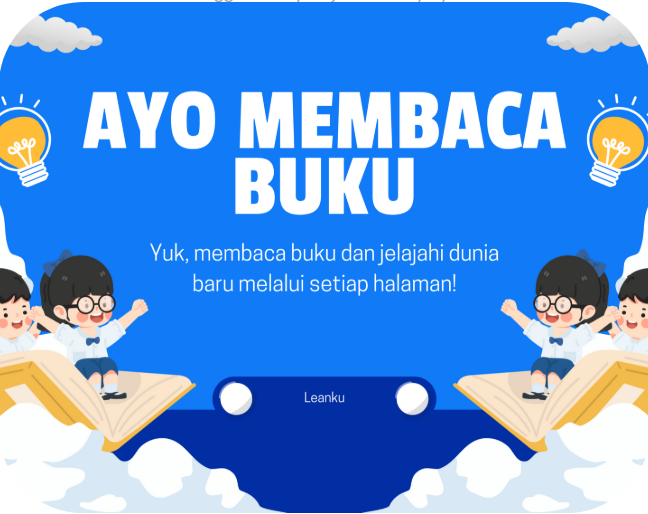 AYO MEMBACA
BUKU
Yuk, membaca buku dan jelajahi dunia
baru melalui setiap halaman!
Leanku